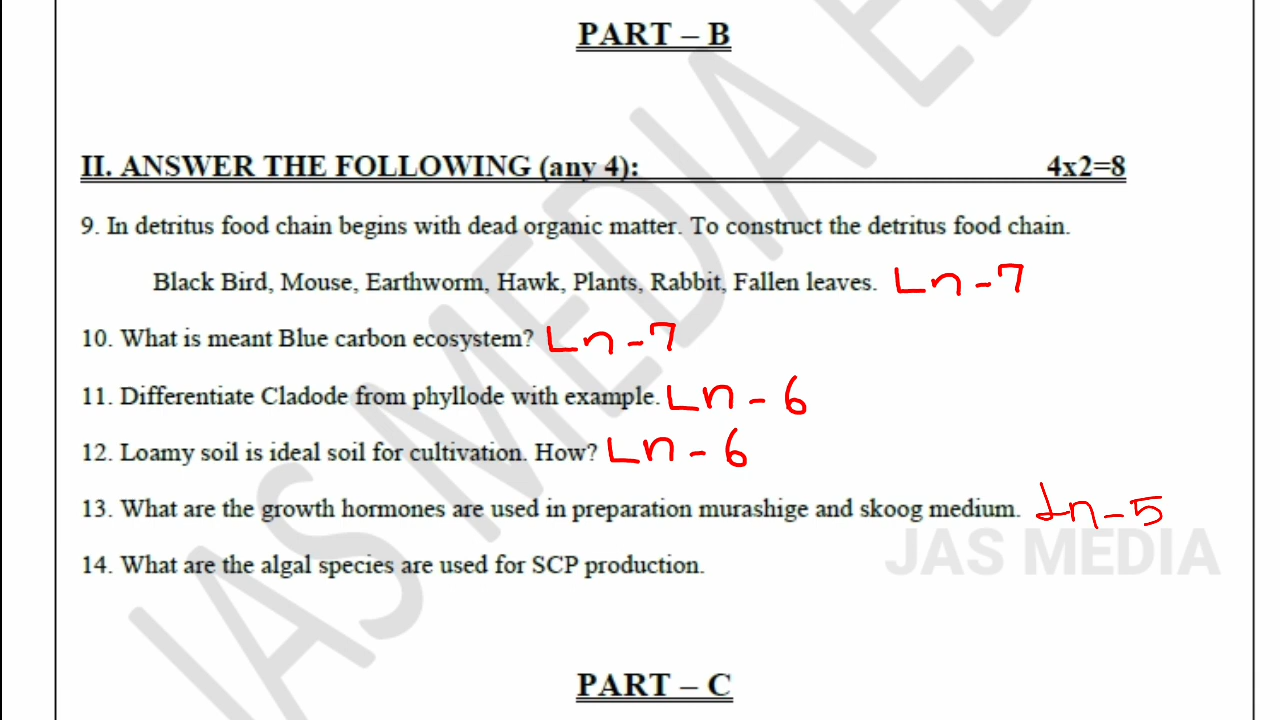 PART – B
II. ANSWER THE FOLLOWING (any 4): 4x2=8
9. In detritus food chain begins with dead organic matter. To construct the detritus food chain.
Black Bird, Mouse, Earthworm, Hawk, Plants, Rabbit, Fallen leaves. Ln - 7
10. What is meant Blue carbon ecosystem? Ln - 7
11. Differentiate Cladode from phyllode with example. Ln - 6
12. Loamy soil is ideal soil for cultivation. How? Ln - 6
13. What are the growth hormones are used in preparation murashige and skoog medium. Ln - 5
JAS MEDIA
14. What are the algal species are used for SCP production.
PART – C
JAS MEDIA ED